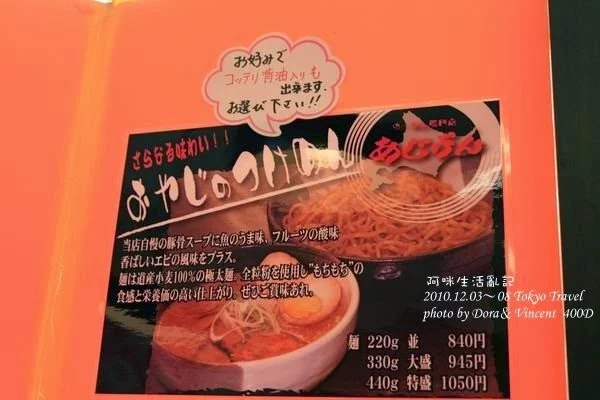 お好みで
コッテリ背油入りも
出来ます。
お選び下さい!!
さらなる味わい!!
おやじのつけめん
あじさん
当店自慢の豚骨スープに魚のうま味、フルーツの酸味
香ばしいエビの風味をプラス。
麺は道産小麦100%の極太麺。全粒粉を使用し"もちもち"の
食感と栄養価の高い仕上がり。ぜひご賞味あれ。
麺 220g 並 840円
330g 大盛 945円
440g 特盛 1050円
阿咪生活亂記
2010.12.03~08 Tokyo Travel
photo by Dora & Vincent 400D